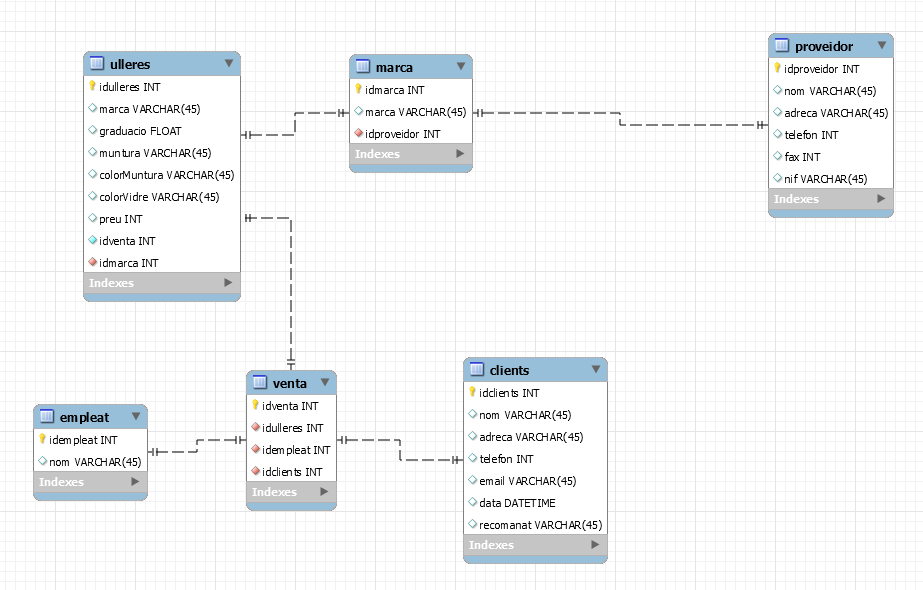 ulleres
idulleres INT
marca VARCHAR(45)
graduacio FLOAT
muntura VARCHAR(45)
colorMuntura VARCHAR(45)
colorVidre VARCHAR(45)
preu INT
idventa INT
idmarca INT
Indexes
marca
idmarca INT
marca VARCHAR(45)
idproveidor INT
Indexes
proveidor
idproveidor INT
nom VARCHAR(45)
adreca VARCHAR(45)
telefon INT
fax INT
nif VARCHAR(45)
Indexes
empleat
idempleat INT
nom VARCHAR(45)
Indexes
venta
idventa INT
idulleres INT
idempleat INT
idclients INT
Indexes
clients
idclients INT
nom VARCHAR(45)
adreca VARCHAR(45)
telefon INT
email VARCHAR(45)
data DATETIME
recomanat VARCHAR(45)
Indexes